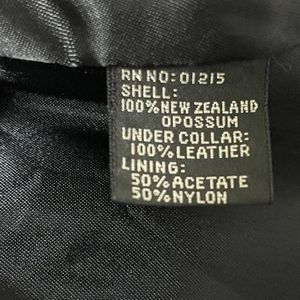 RN NO: 01215
SHELL:
100% NEW ZEALAND
OPOSSUM
UNDER COLLAR:
100% LEATHER
LINING:
50% ACETATE
50% NYLON